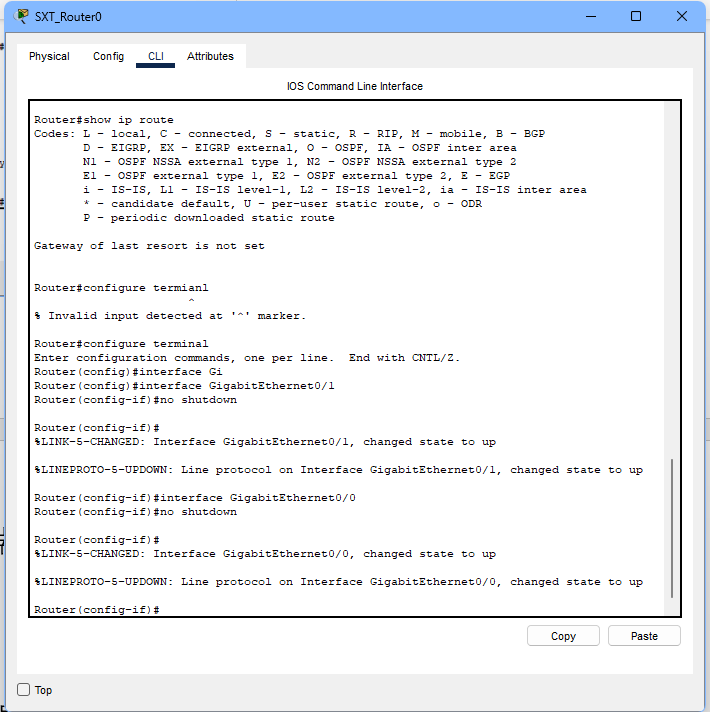 SXT_Router0
Physical Config CLI Attributes
IOS Command Line Interface
Router#show ip route
Codes: L - local, C - connected, S - static, R - RIP, M - mobile, B - BGP
D - EIGRP, EX - EIGRP external, O - OSPF, IA - OSPF inter area
N1 - OSPF NSSA external type 1, N2 - OSPF NSSA external type 2
E1 - OSPF external type 1, E2 - OSPF external type 2, E - EGP
i - IS-IS, L1 - IS-IS level-1, L2 - IS-IS level-2, ia - IS-IS inter area
* - candidate default, U - per-user static route, o - ODR
P - periodic downloaded static route
Gateway of last resort is not set
Router#configure termianl
^
% Invalid input detected at '^' marker.
Router#configure terminal
Enter configuration commands, one per line.  End with CNTL/Z.
Router(config)#interface Gi
Router(config)#interface GigabitEthernet0/1
Router(config-if)#no shutdown
Router(config-if)#
%LINK-5-CHANGED: Interface GigabitEthernet0/1, changed state to up
%LINEPROTO-5-UPDOWN: Line protocol on Interface GigabitEthernet0/1, changed state to up
Router(config-if)#interface GigabitEthernet0/0
Router(config-if)#no shutdown
Router(config-if)#
%LINK-5-CHANGED: Interface GigabitEthernet0/0, changed state to up
%LINEPROTO-5-UPDOWN: Line protocol on Interface GigabitEthernet0/0, changed state to up
Router(config-if)#
Copy Paste
Top